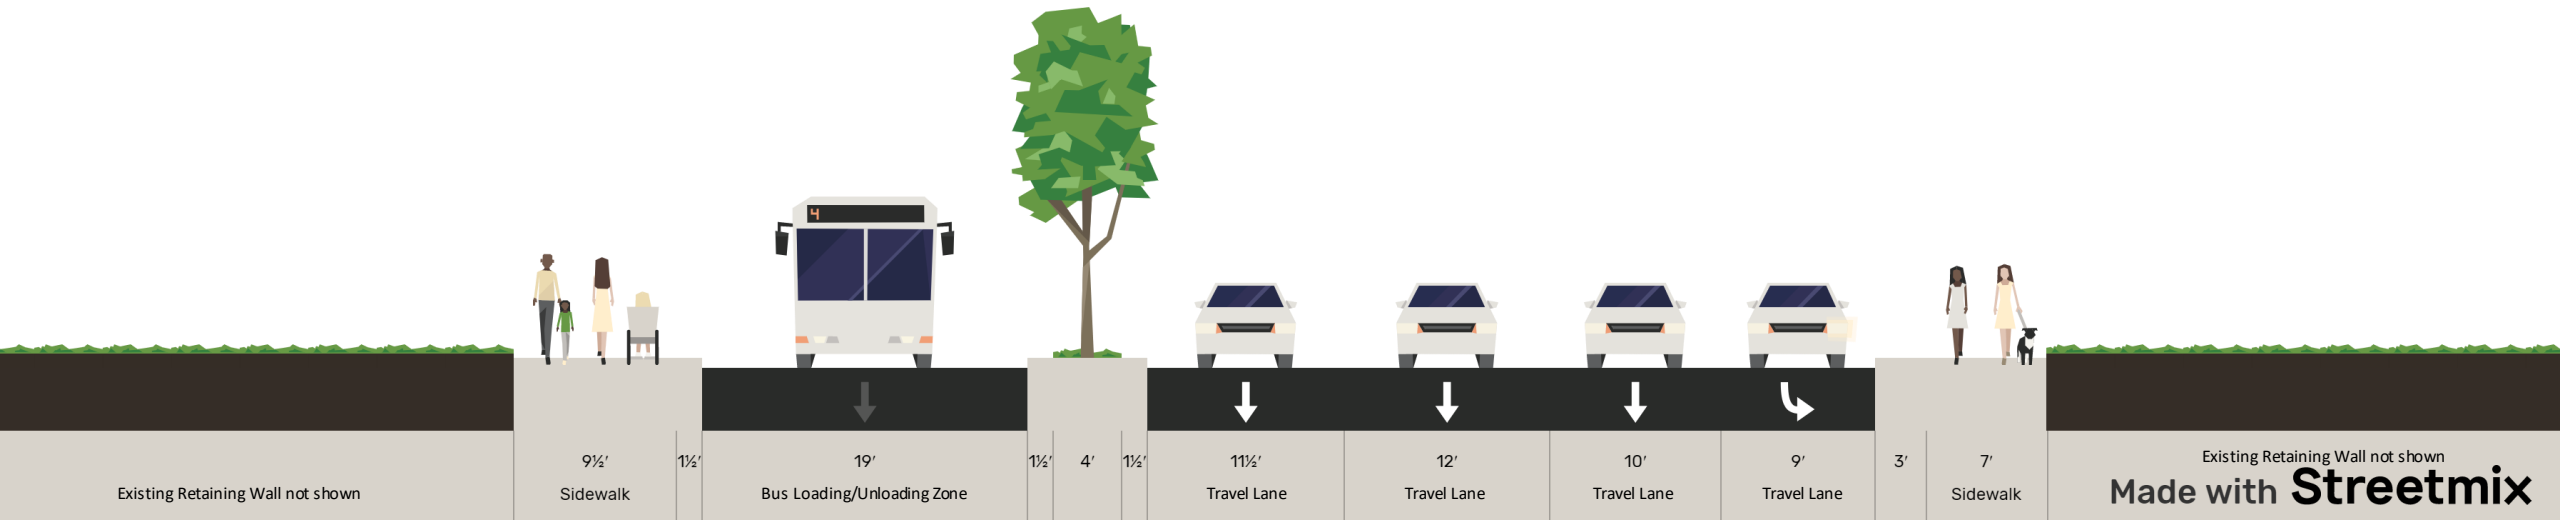 4
9½′
1½′
19′
1½′
4′
1½′
11½′
12′
10′
9′
3′
7′
Existing Retaining Wall not shown
Existing Retaining Wall not shown
Sidewalk
Bus Loading/Unloading Zone
Travel Lane
Travel Lane
Travel Lane
Travel Lane
Sidewalk
Made with Streetmix